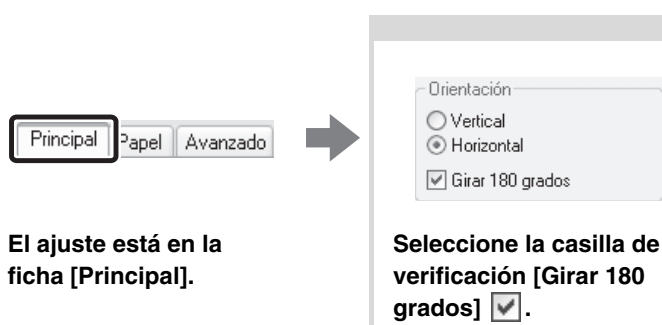 Principal Papel Avanzado
El ajuste está en la
ficha [Principal].
Orientación
Vertical
Horizontal
Girar 180 grados
Seleccione la casilla de
verificación [Girar 180
grados] .